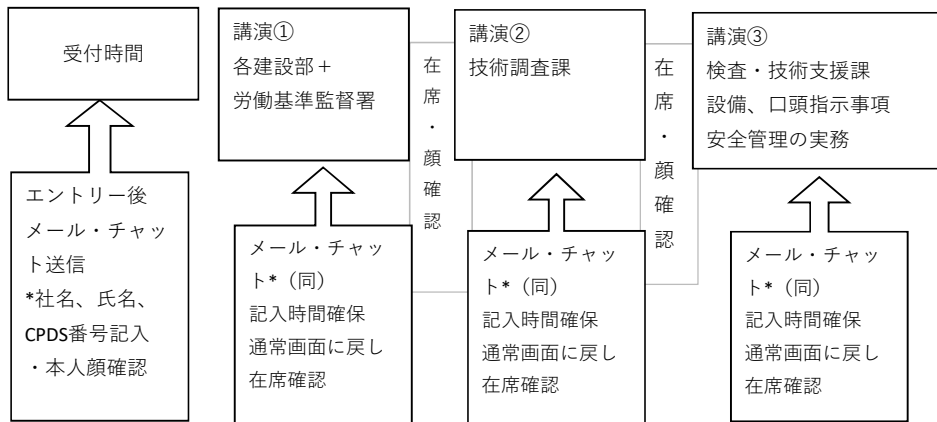 受付時間
講演①
各建設部＋
労働基準監督署
在席・顔確認
講演②
技術調査課
在席・顔確認
講演③
検査・技術支援課
設備、口頭指示事項
安全管理の実務
エントリー後
メール・チャッ
ト送信
*社名、氏名、
CPDS番号記入
・本人顔確認
メール・チャッ
ト*（同）
記入時間確保
通常画面に戻し
在席確認
メール・チャッ
ト*（同）
記入時間確保
通常画面に戻し
在席確認
メール・チャッ
ト*（同）
記入時間確保
通常画面に戻し
在席確認